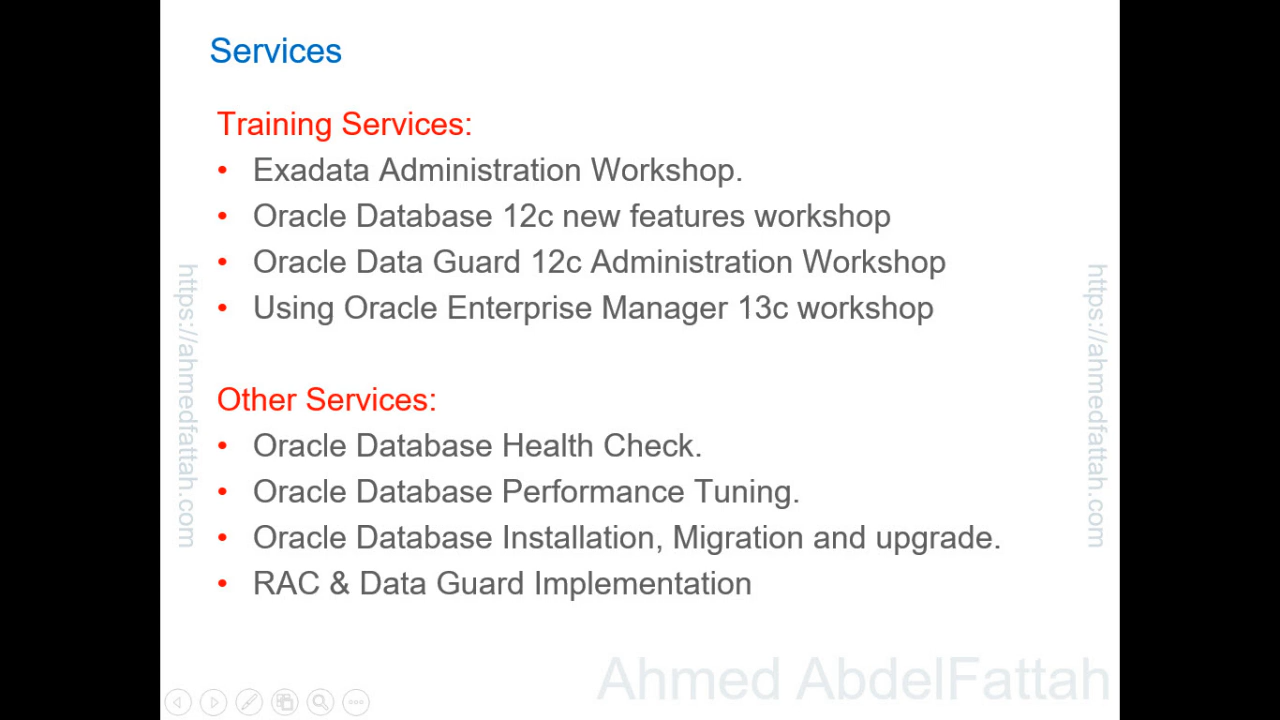 Services
Training Services:
• Exadata Administration Workshop.
• Oracle Database 12c new features workshop
• Oracle Data Guard 12c Administration Workshop
• Using Oracle Enterprise Manager 13c workshop
Other Services:
• Oracle Database Health Check.
• Oracle Database Performance Tuning.
• Oracle Database Installation, Migration and upgrade.
• RAC & Data Guard Implementation
https://ahmedfattah.com
https://ahmedfattah.com
Ahmed AbdelFattah